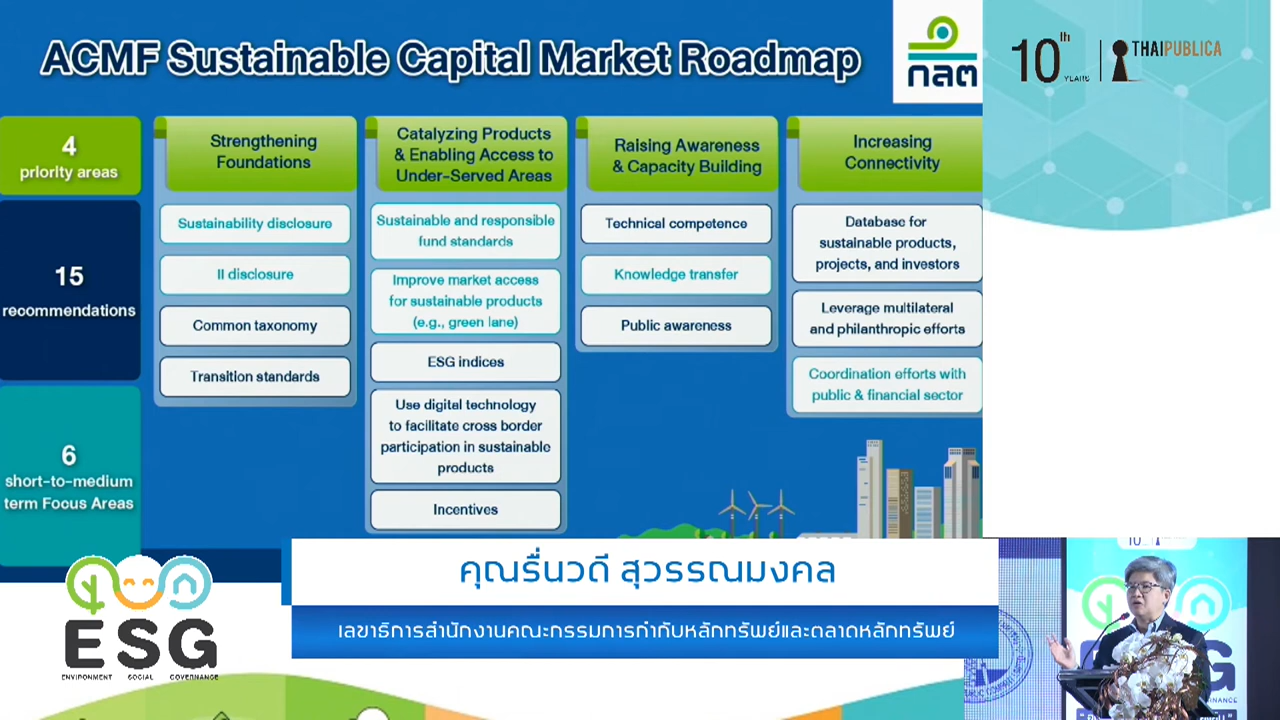 ACMF Sustainable Capital Market Roadmap
กลต
10th YEARS
THAIPUBLICA
4
priority areas
15
recommendations
6
short-to-medium
term Focus Areas
Strengthening
Foundations
Sustainability disclosure
II disclosure
Common taxonomy
Transition standards
Catalyzing Products
& Enabling Access to
Under-Served Areas
Sustainable and responsible
fund standards
Improve market access
for sustainable products
(e.g., green lane)
ESG indices
Use digital technology
to facilitate cross border
participation in sustainable
products
Incentives
Raising Awareness
& Capacity Building
Technical competence
Knowledge transfer
Public awareness
Increasing
Connectivity
Database for
sustainable products,
projects, and investors
Leverage multilateral
and philanthropic efforts
Coordination efforts with
public & financial sector
คุณรื่นวดี สุวรรณมงคล
เลขาธิการสำนักงานคณะกรรมการกำกับหลักทรัพย์และตลาดหลักทรัพย์
ESG
ENVIRONMENT SOCIAL GOVERNANCE